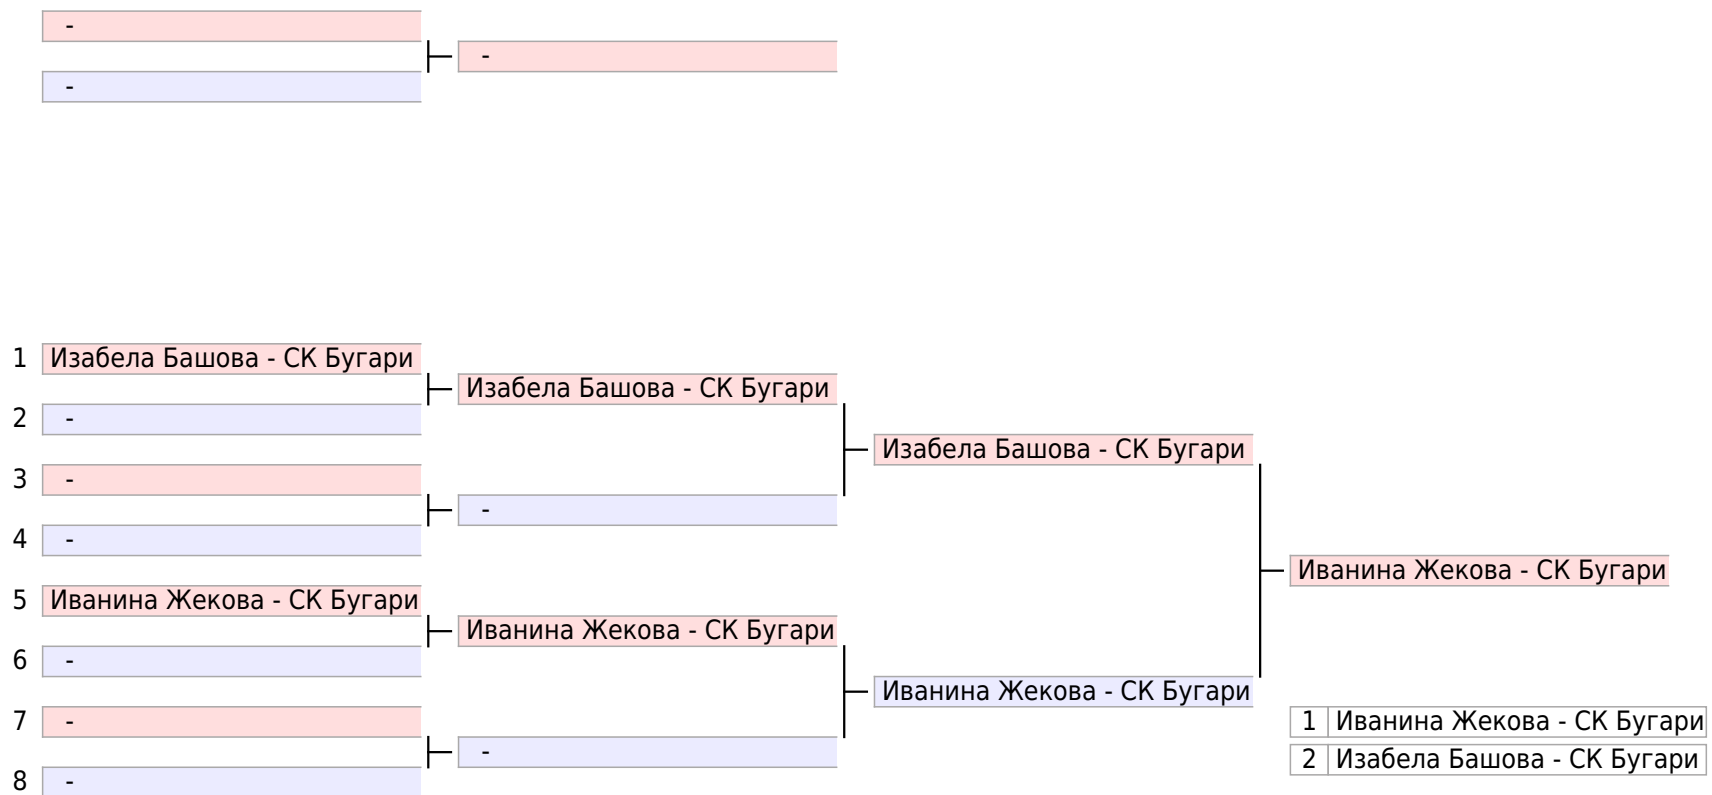 -
-
-
1 Изабела Башова - СК Бугари
Изабела Башова - СК Бугари
2 -
Изабела Башова - СК Бугари
3 -
-
4 -
Иванина Жекова - СК Бугари
5 Иванина Жекова - СК Бугари
Иванина Жекова - СК Бугари
6 -
Иванина Жекова - СК Бугари
7 -
1 Иванина Жекова - СК Бугари
-
2 Изабела Башова - СК Бугари
8 -